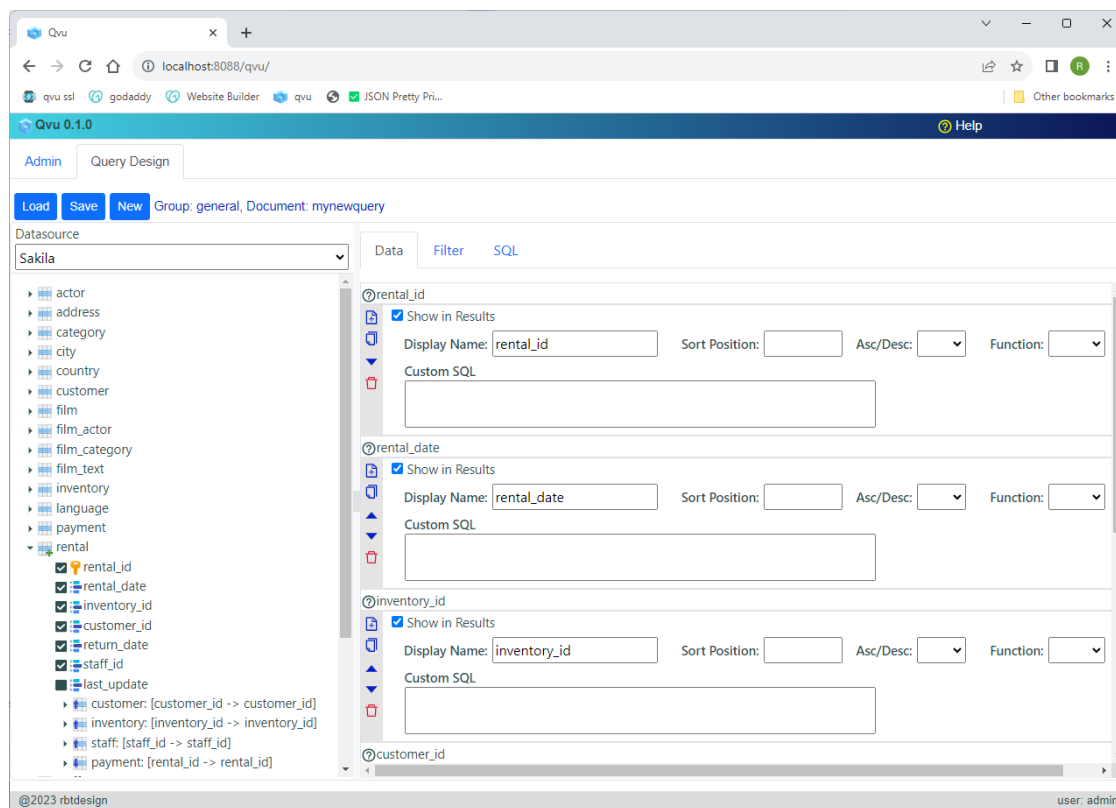 Qvu
localhost:8088/qvu/
R
qvu ssl godaddy Website Builder qvu JSON Pretty Pri... Other bookmarks
Qvu 0.1.0 Help
Admin Query Design
Load Save New Group: general, Document: mynewquery
Datasource
Sakila
actor
address
category
city
country
customer
film
film_actor
film_category
film_text
inventory
language
payment
rental
rental_id
rental_date
inventory_id
customer_id
return_date
staff_id
last_update
customer: [customer_id -> customer_id]
inventory: [inventory_id -> inventory_id]
staff: [staff_id -> staff_id]
payment: [rental_id -> rental_id]
Data Filter SQL
rental_id
Show in Results
Display Name: rental_id Sort Position: Asc/Desc: Function:
Custom SQL
rental_date
Show in Results
Display Name: rental_date Sort Position: Asc/Desc: Function:
Custom SQL
inventory_id
Show in Results
Display Name: inventory_id Sort Position: Asc/Desc: Function:
Custom SQL
customer_id
@2023 rbtdesign user: admin